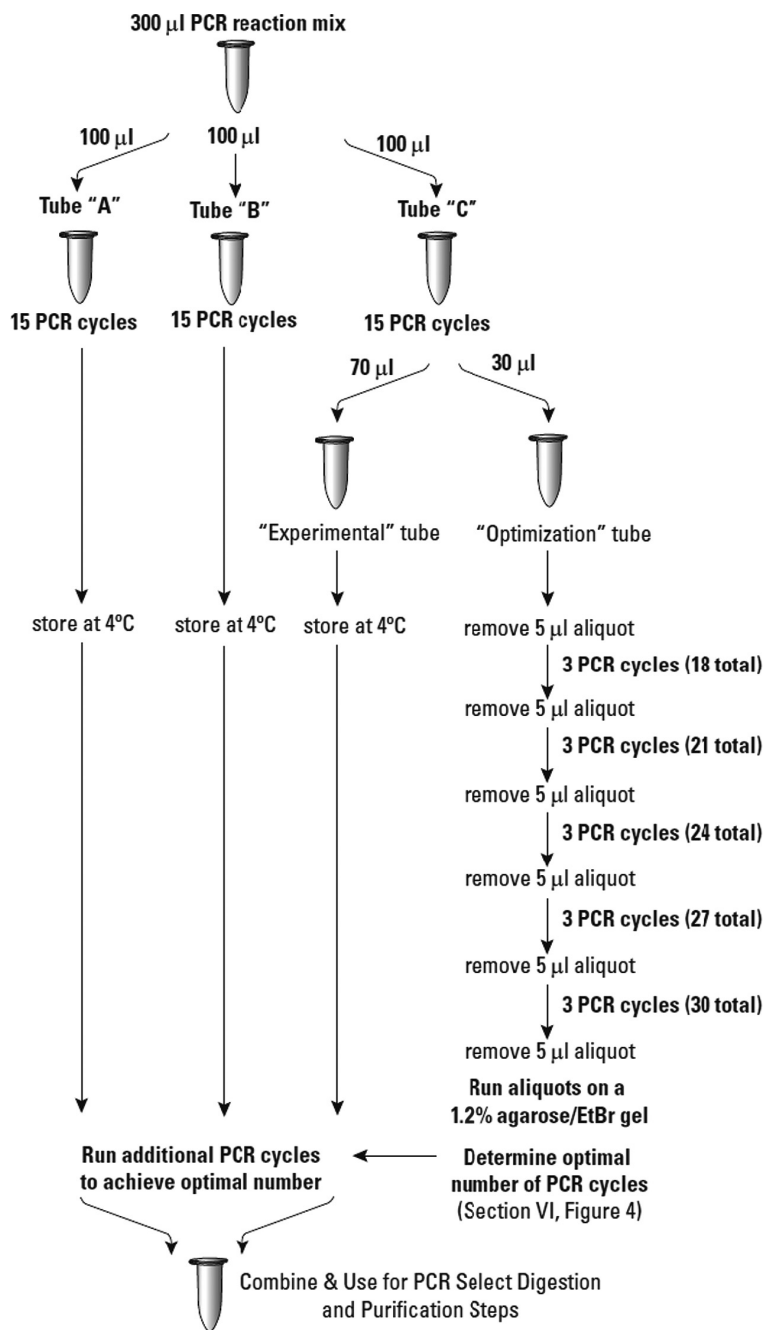 300 µl PCR reaction mix
100 µl
100 µl
100 µl
Tube “A”
Tube “B”
Tube “C”
15 PCR cycles
15 PCR cycles
15 PCR cycles
70 µl
30 µl
“Experimental” tube
“Optimization” tube
store at 4ºC
store at 4ºC
store at 4ºC
remove 5 µl aliquot
3 PCR cycles (18 total)
remove 5 µl aliquot
3 PCR cycles (21 total)
remove 5 µl aliquot
3 PCR cycles (24 total)
remove 5 µl aliquot
3 PCR cycles (27 total)
remove 5 µl aliquot
3 PCR cycles (30 total)
remove 5 µl aliquot
Run aliquots on a
1.2% agarose/EtBr gel
Determine optimal
number of PCR cycles
(Section VI, Figure 4)
Run additional PCR cycles
to achieve optimal number
Combine & Use for PCR Select Digestion
and Purification Steps